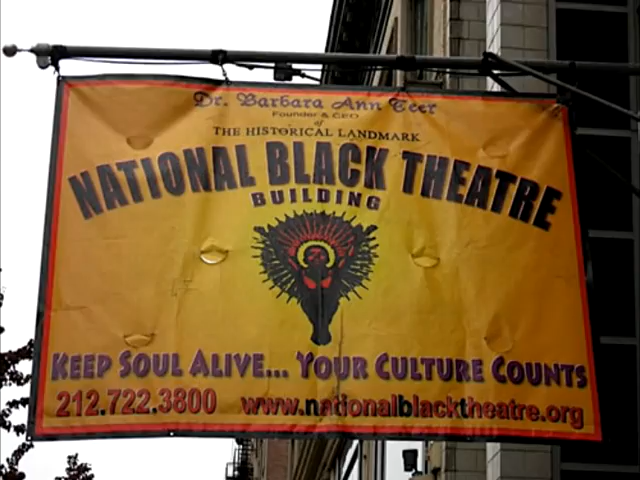 Dr. Barbara Ann Teer
Founder & CEO
of
THE HISTORICAL LANDMARK
NATIONAL BLACK THEATRE
BUILDING
KEEP SOUL ALIVE... YOUR CULTURE COUNTS
212.722.3800 www.nationalblacktheatre.org